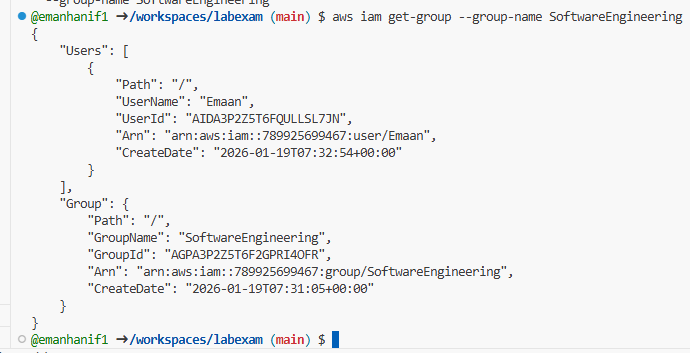 --group-name SoftwareEngineering
@emanhanif1 ➜/workspaces/labexam (main) $ aws iam get-group --group-name SoftwareEngineering
{
    "Users": [
        {
            "Path": "/",
            "UserName": "Emaan",
            "UserId": "AIDA3P2Z5T6FQULLSL7JN",
            "Arn": "arn:aws:iam::789925699467:user/Emaan",
            "CreateDate": "2026-01-19T07:32:54+00:00"
        }
    ],
    "Group": {
        "Path": "/",
        "GroupName": "SoftwareEngineering",
        "GroupId": "AGPA3P2Z5T6F2GPRI4OFR",
        "Arn": "arn:aws:iam::789925699467:group/SoftwareEngineering",
        "CreateDate": "2026-01-19T07:31:05+00:00"
    }
}
@emanhanif1 ➜/workspaces/labexam (main) $